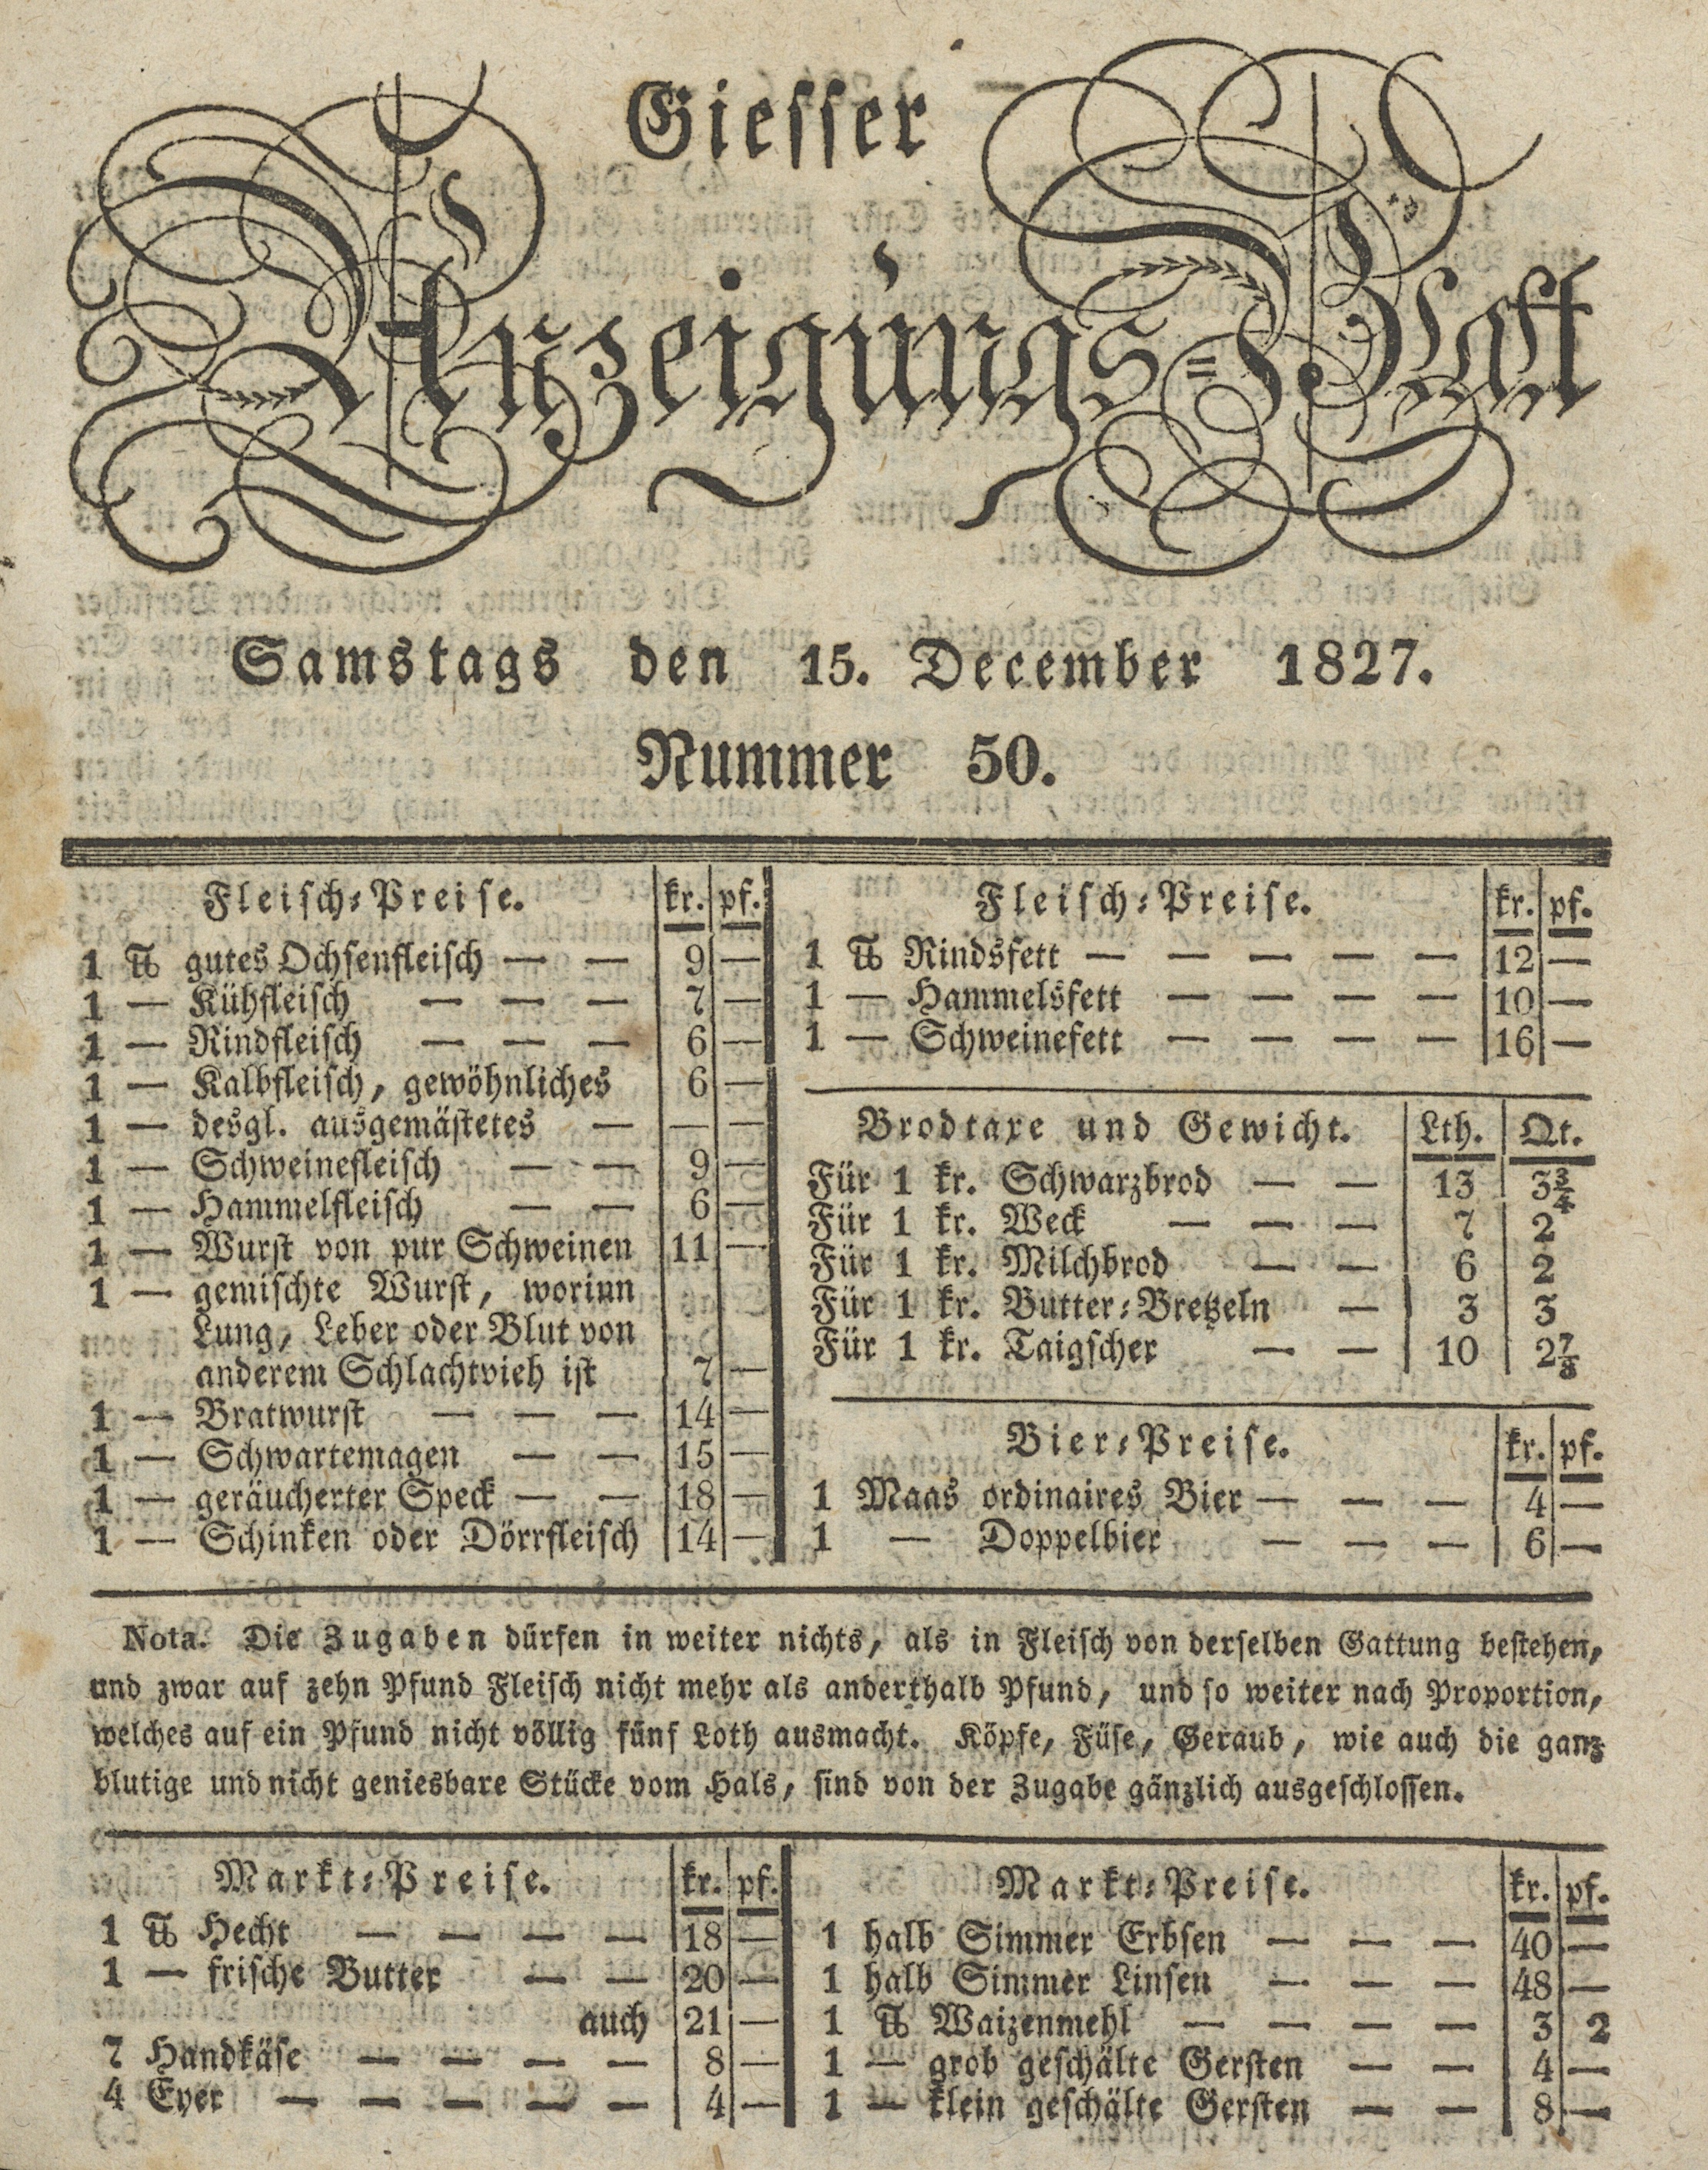 Giesser
Anzeigungs-Blatt
Samstags den 15. December 1827.
Nummer 50.
Fleisch-Preise. kr. pf.
1 ℔ gutes Ochsenfleisch — — 9 —
1 — Kühfleisch — — — 7 —
1 — Rindfleisch — — — 6 —
1 — Kalbfleisch, gewöhnliches 6 —
1 — desgl. ausgemästetes — — —
1 — Schweinefleisch — — 9 —
1 — Hammelfleisch — — 6 —
1 — Wurst von pur Schweinen 11 —
1 — gemischte Wurst, worinn
Lung, Leber oder Blut von
anderem Schlachtvieh ist 7 —
1 — Bratwurst — — — 14 —
1 — Schwartemagen — — 15 —
1 — geräucherter Speck — — 18 —
1 — Schinken oder Dörrfleisch 14 —
Fleisch-Preise. kr. pf.
1 ℔ Rindsfett — — — — — 12 —
1 — Hammelsfett — — — — 10 —
1 — Schweinefett — — — — 16 —
Brodtaxe und Gewicht. Lth. Qt.
Für 1 kr. Schwarzbrod — — 13 3¾
Für 1 kr. Weck — — — 7 2
Für 1 kr. Milchbrod — — 6 2
Für 1 kr. Butter-Bretzeln — 3 3
Für 1 kr. Taigscher — — 10 2⅞
Bier-Preise. kr. pf.
1 Maas ordinaires Bier — — — 4 —
1 — Doppelbier — — — 6 —
Nota. Die Zugaben dürfen in weiter nichts, als in Fleisch von derselben Gattung bestehen,
und zwar auf zehn Pfund Fleisch nicht mehr als anderthalb Pfund, und so weiter nach Proportion,
welches auf ein Pfund nicht völlig fünf Loth ausmacht. Köpfe, Füse, Geraub, wie auch die ganz
blutige und nicht geniesbare Stücke vom Hals, sind von der Zugabe gänzlich ausgeschlossen.
Markt-Preise. kr. pf.
1 ℔ Hecht — — — — 18 —
1 — frische Butter — — 20 —
auch 21 —
7 Handkäse — — — — 8 —
4 Eyer — — — — — 4 —
Markt-Preise. kr. pf.
1 halb Simmer Erbsen — — — 40 —
1 halb Simmer Linsen — — — 48 —
1 ℔ Waizenmehl — — — — 3 2
1 — grob geschälte Gersten — — 4 —
1 — klein geschälte Gersten — — 8 —